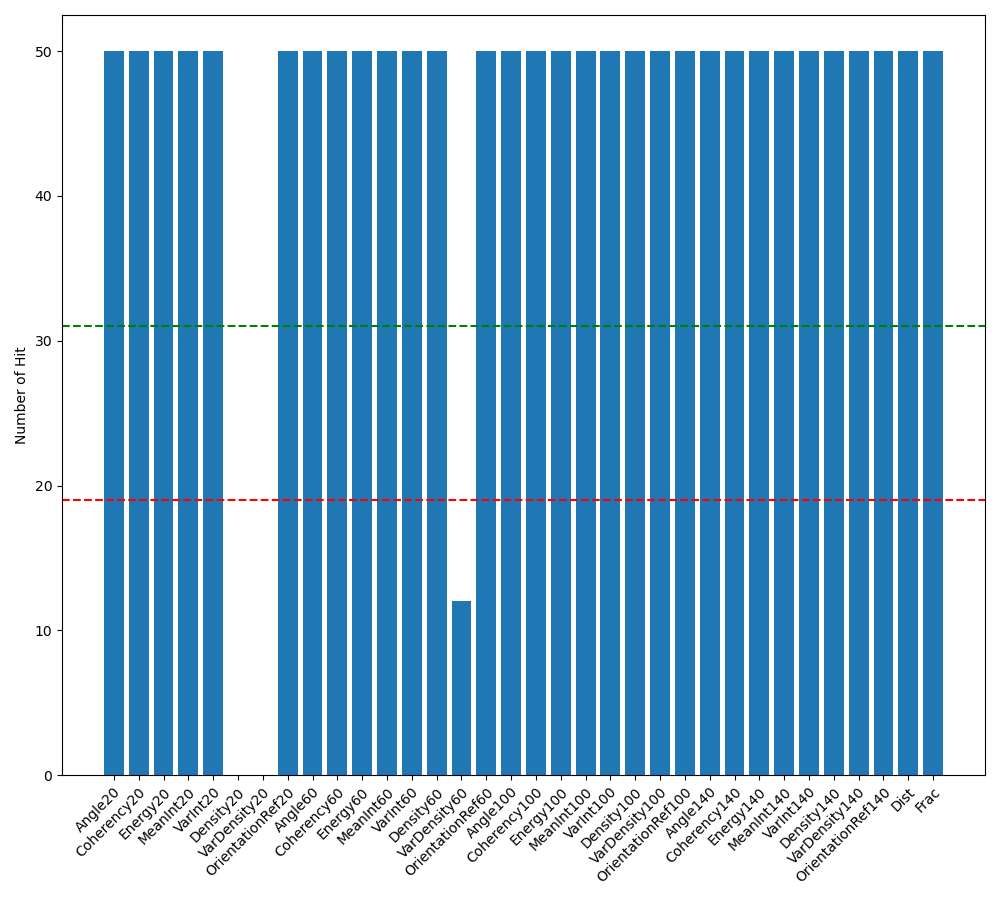 50
40
30
20
10
0
Number of Hit
Angle20
Coherency20
Energy20
MeanInt20
VarInt20
Density20
VarDensity20
OrientationRef20
Angle60
Coherency60
Energy60
MeanInt60
VarInt60
Density60
VarDensity60
OrientationRef60
Angle100
Coherency100
Energy100
MeanInt100
VarInt100
Density100
VarDensity100
OrientationRef100
Angle140
Coherency140
Energy140
MeanInt140
VarInt140
Density140
VarDensity140
OrientationRef140
Dist
Frac